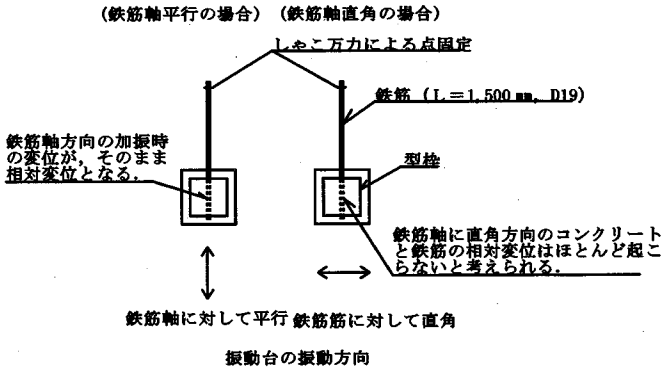 (鉄筋軸平行の場合) (鉄筋軸直角の場合)
しゃこ万力による点固定
鉄筋 (L=1,500 mm, D19)
鉄筋軸方向の加振時
の変位が,そのまま
相対変位となる.
型枠
鉄筋軸に直角方向のコンクリート
と鉄筋の相対変位はほとんど起こ
らないと考えられる.
鉄筋軸に対して平行 鉄筋筋に対して直角
振動台の振動方向